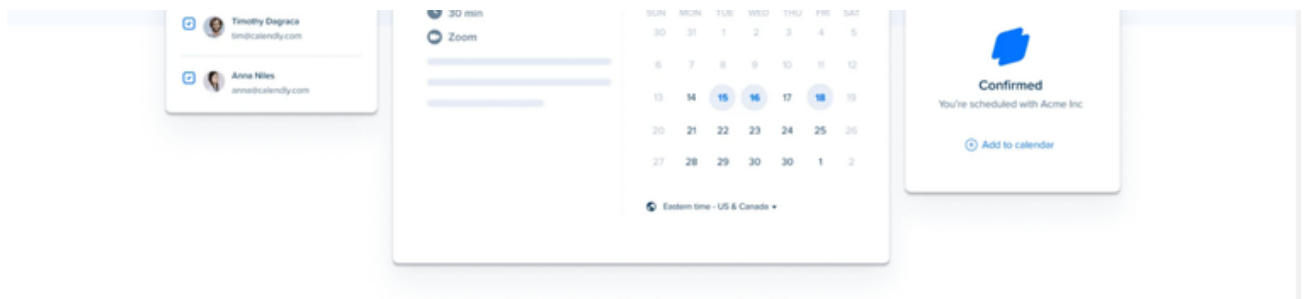 Timothy Dagraca
tim@calendly.com
Anna Niles
anna@calendly.com
30 min
Zoom
SUN MON TUE WED THU FRI SAT
30 31 1 2 3 4 5
6 7 8 9 10 11 12
13 14 15 16 17 18 19
20 21 22 23 24 25 26
27 28 29 30 30 1 2
Eastern time - US & Canada
Confirmed
You're scheduled with Acme Inc
Add to calendar